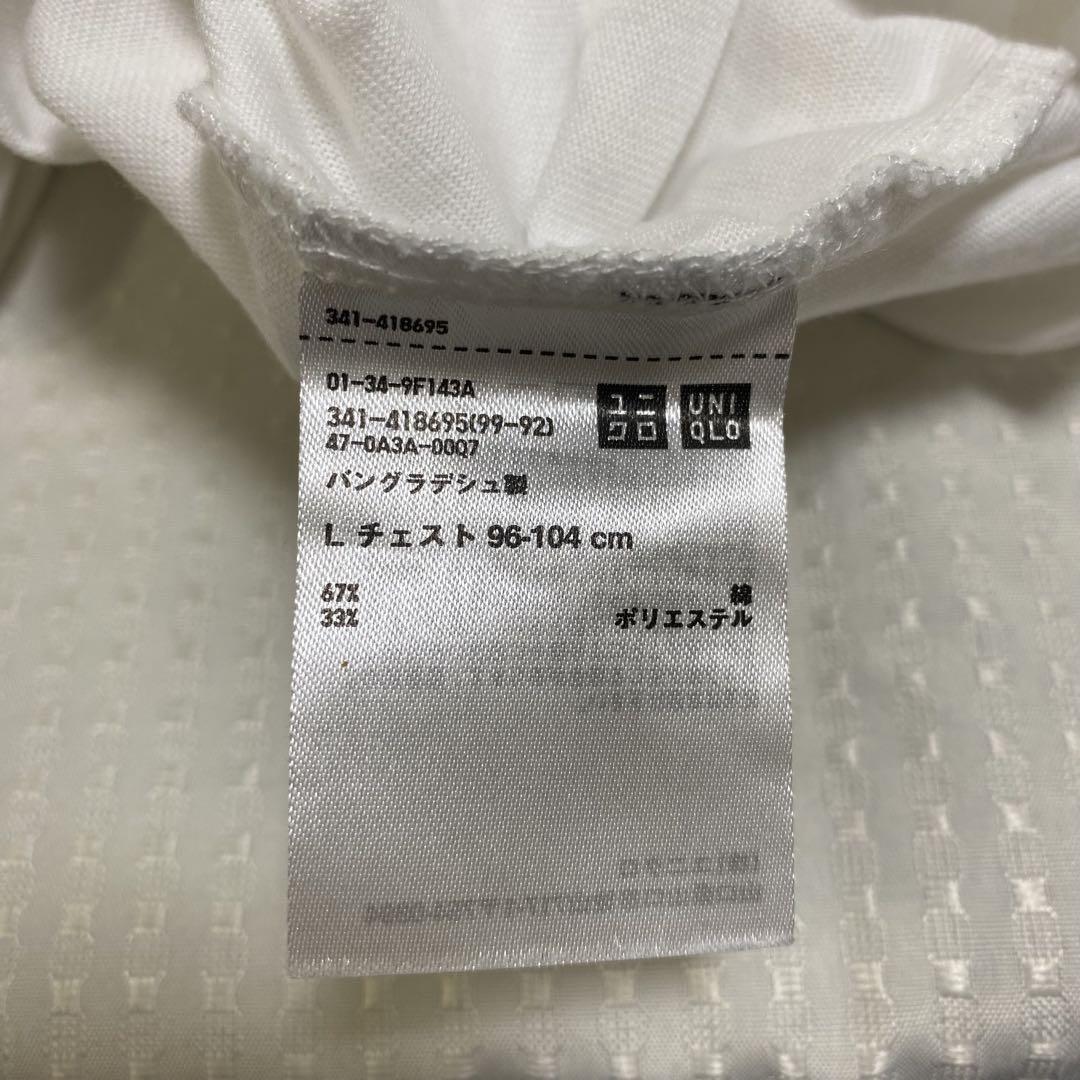 341-418695
01-34-9F143A
341-418695(99-92)
47-0A3A-00Q7
ユニ
クロ
UNI
QLO
バングラデシュ製
L チェスト 96-104 cm
67% 綿
33% ポリエステル